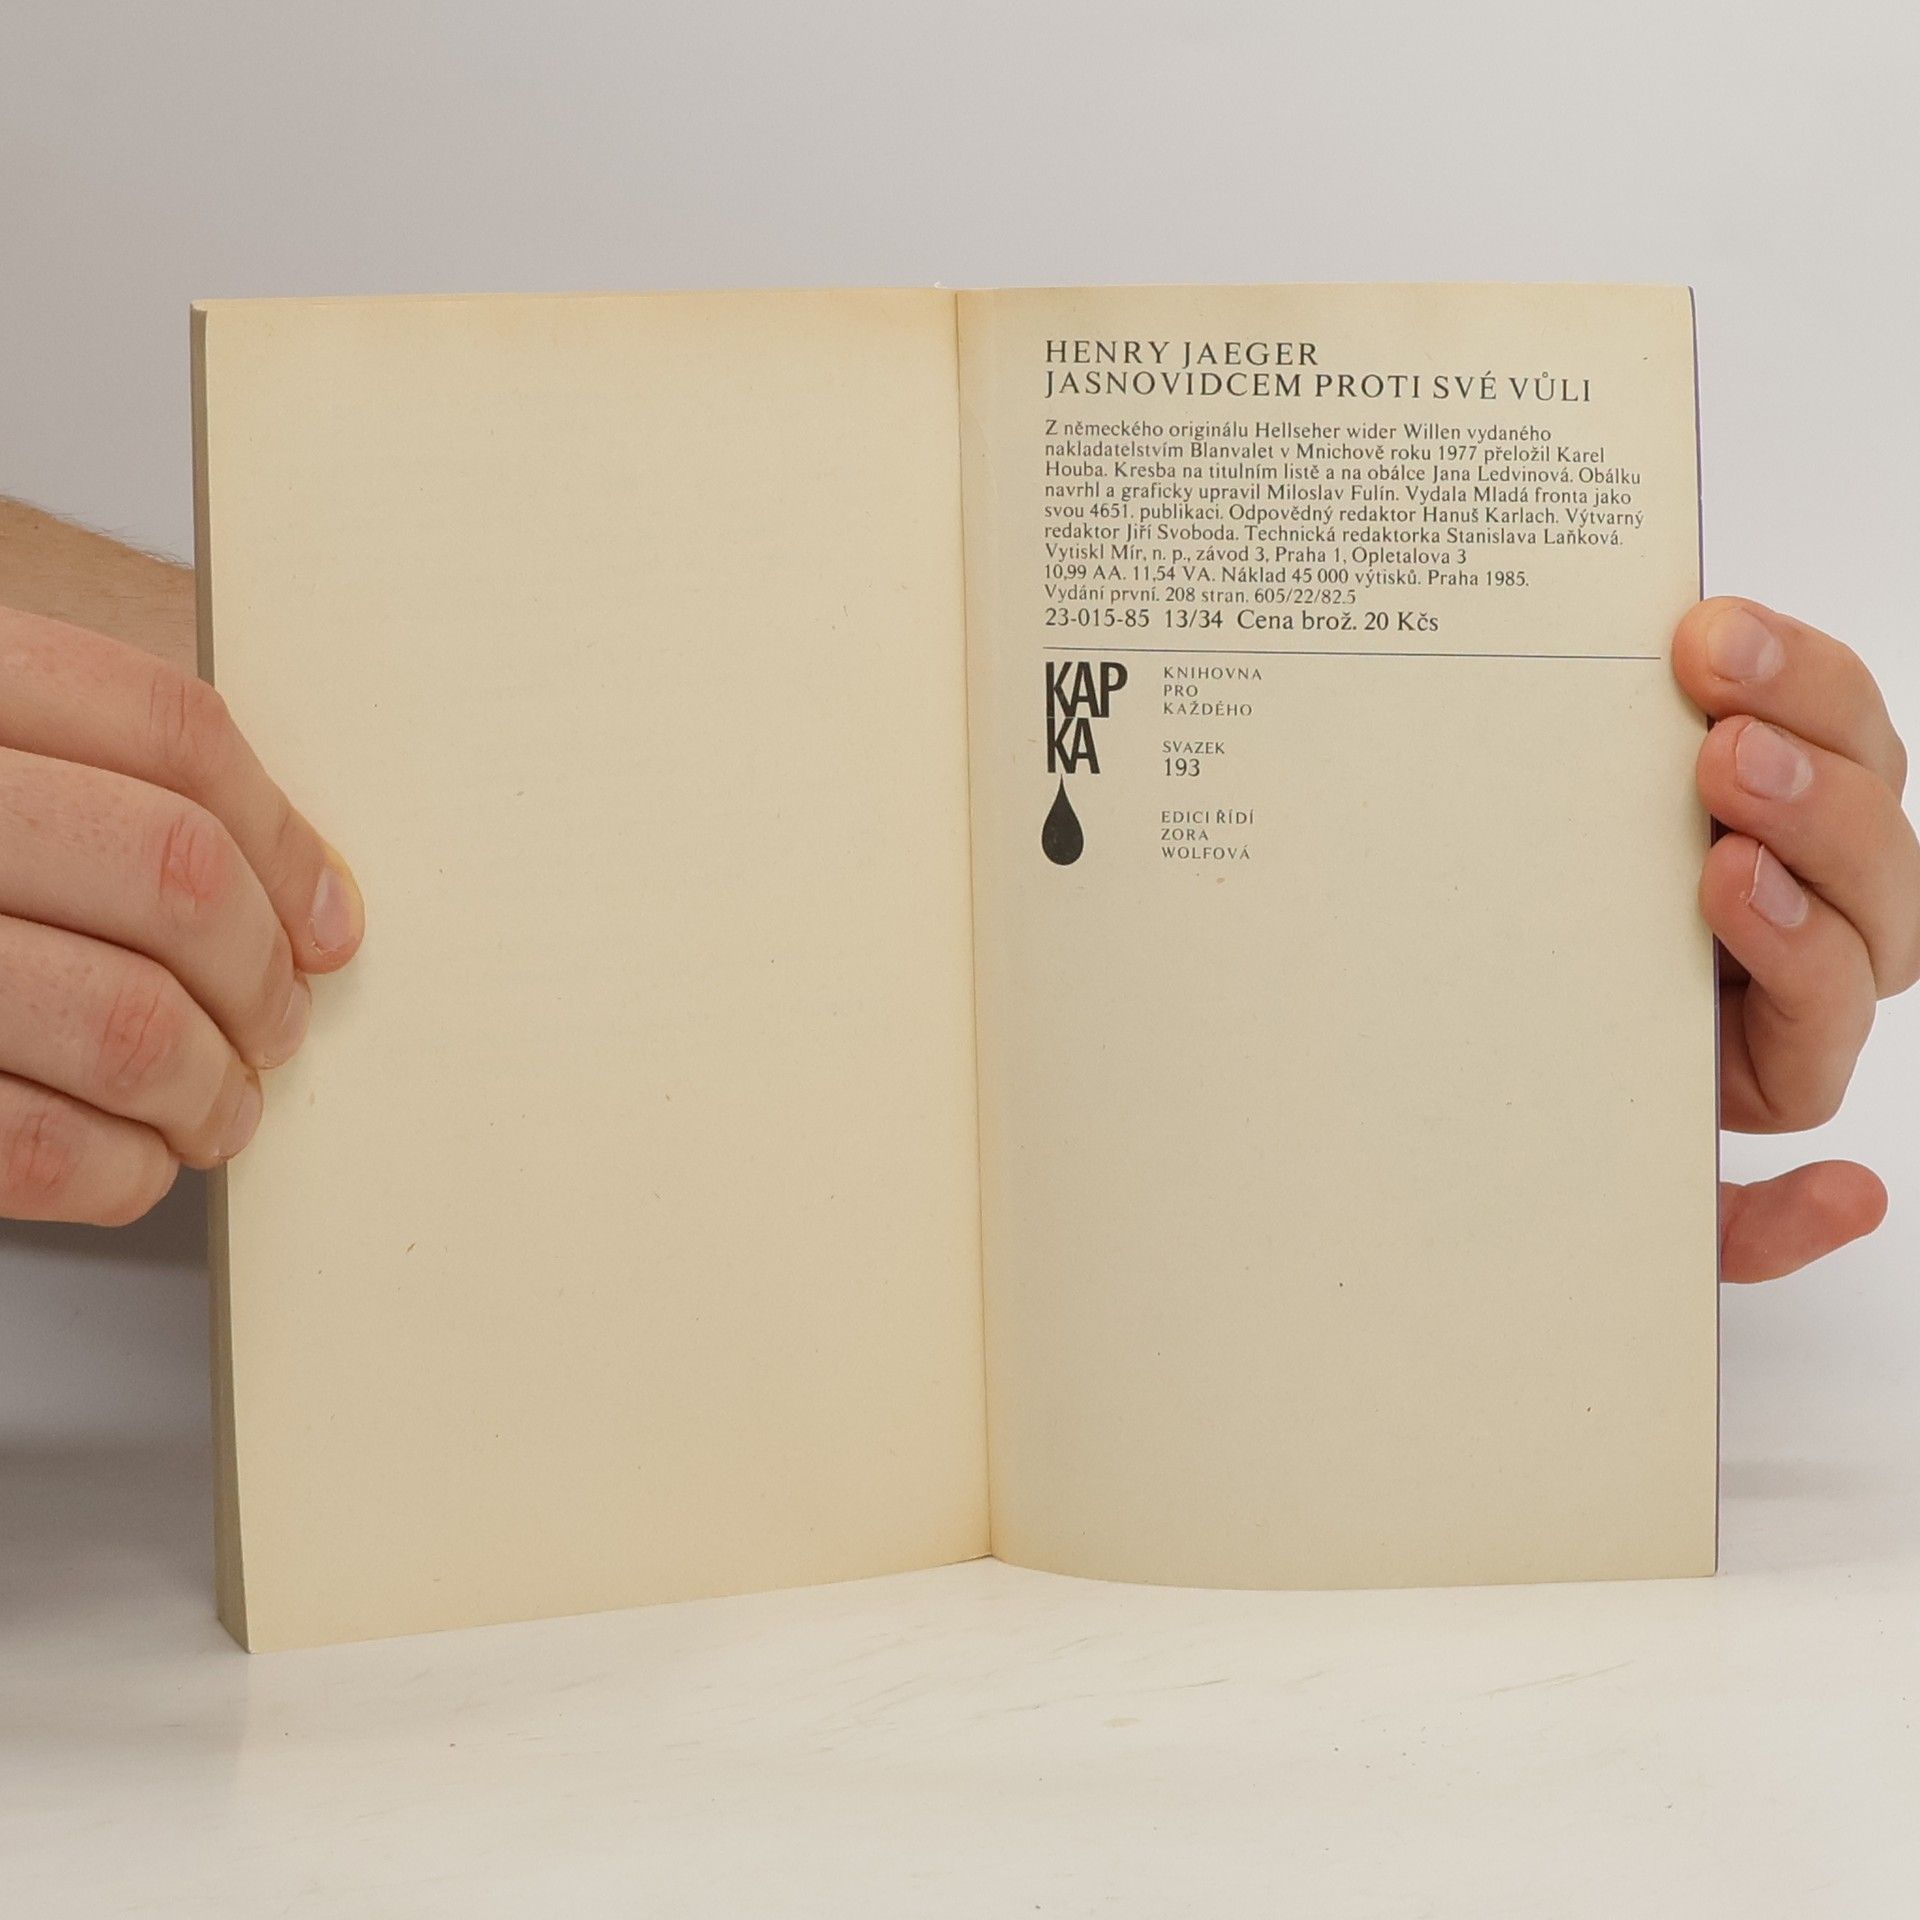 HENRY JAEGER
JASNOVIDCEM PROTI SVÉ VŮLI
Z německého originálu Hellseher wider Willen vydaného
nakladatelstvím Blanvalet v Mnichově roku 1977 přeložil Karel
Houba. Kresba na titulním listě a na obálce Jana Ledvinová. Obálku
navrhl a graficky upravil Miloslav Fulín. Vydala Mladá fronta jako
svou 4651. publikaci. Odpovědný redaktor Hanuš Karlach. Výtvarný
redaktor Jiří Svoboda. Technická redaktorka Stanislava Laňková.
Vytiskl Mír, n. p., závod 3, Praha 1, Opletalova 3
10,99 AA. 11,54 VA. Náklad 45 000 výtisků. Praha 1985.
Vydání první. 208 stran. 605/22/82.5
23-015-85 13/34 Cena brož. 20 Kčs
KAP
KA
KNIHOVNA
PRO
KAŽDÉHO
SVAZEK
193
EDICI ŘÍDÍ
ZORA
WOLFOVÁ